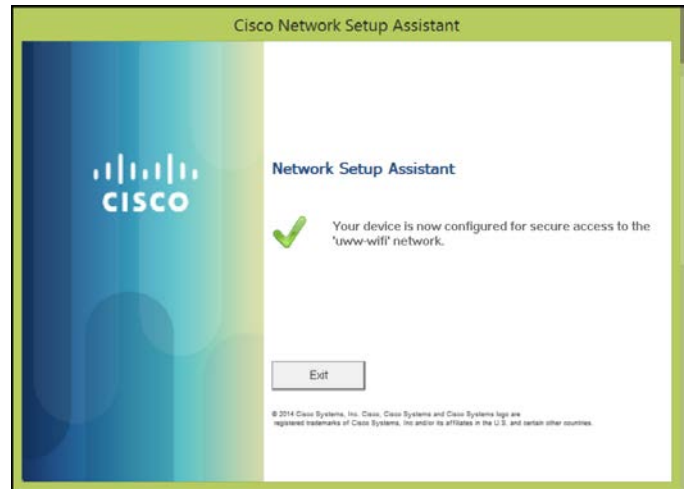 Cisco Network Setup Assistant
CISCO
Network Setup Assistant
Your device is now configured for secure access to the
'uww-wifi' network.
Exit
© 2014 Cisco Systems, Inc. Cisco, Cisco Systems and Cisco Systems logo are
registered trademarks of Cisco Systems, Inc and/or its affiliates in the U.S. and certain other countries.